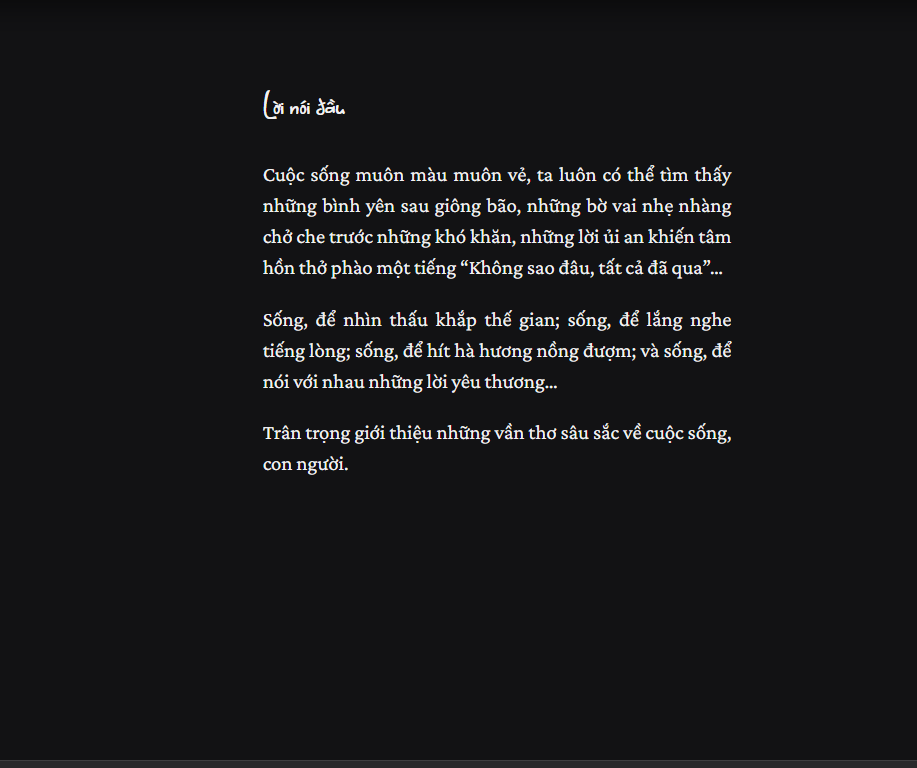 Lời nói đầu
Cuộc sống muôn màu muôn vẻ, ta luôn có thể tìm thấy
những bình yên sau giông bão, những bờ vai nhẹ nhàng
chở che trước những khó khăn, những lời ủi an khiến tâm
hồn thở phào một tiếng “Không sao đâu, tất cả đã qua”...
Sống, để nhìn thấu khắp thế gian; sống, để lắng nghe
tiếng lòng; sống, để hít hà hương nồng đượm; và sống, để
nói với nhau những lời yêu thương...
Trân trọng giới thiệu những vần thơ sâu sắc về cuộc sống,
con người.